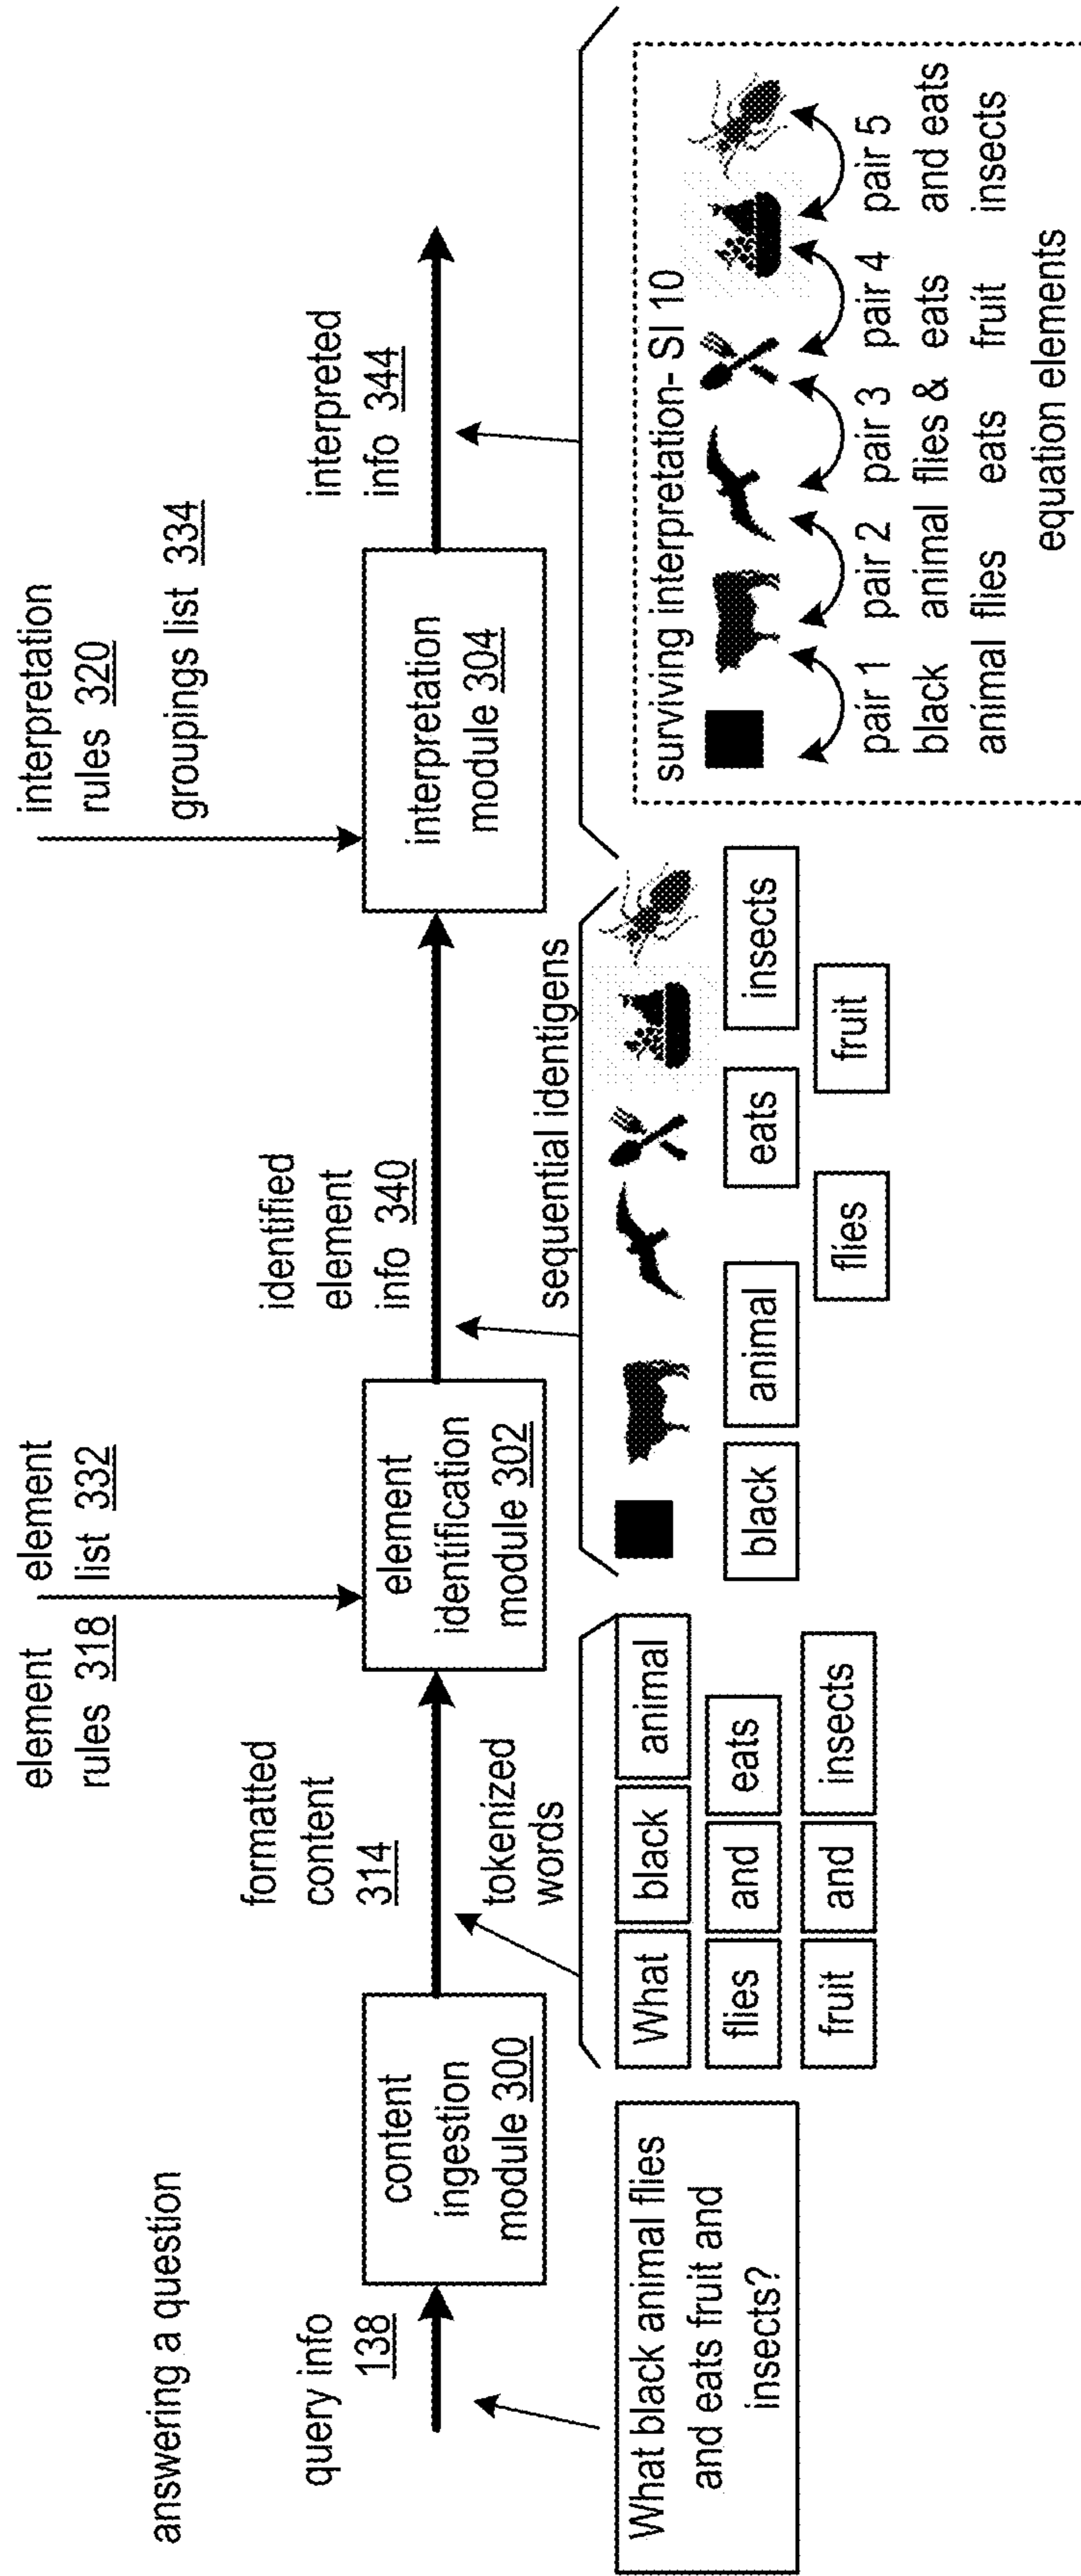 answering a question
query info
138
content
ingestion
module 300
formatted
content
314
element
rules 318
element
list 332
element
identification
module 302
identified
element
info 340
interpretation
rules 320
groupings list 334
interpretation
module 304
interpreted
info 344
What black animal flies
and eats fruit and
insects?
tokenized
words
What black animal
flies and eats
fruit and insects
sequential identigens
black animal eats insects
flies fruit
surviving interpretation- SI 10
pair 1 pair 2 pair 3 pair 4 pair 5
black animal flies & eats and eats
animal flies eats fruit insects
equation elements